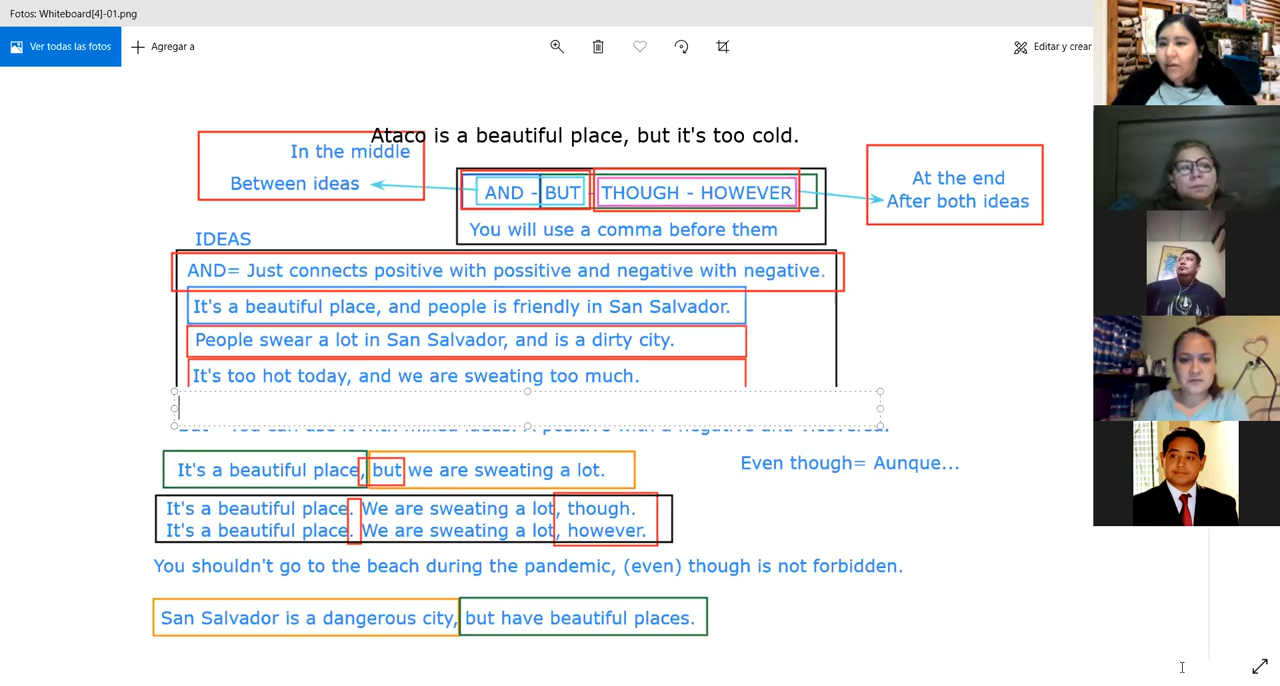 Fotos: Whiteboard[4]-01.png
Ver todas las fotos
Agregar a
Editar y crear
Ataco is a beautiful place, but it's too cold.
In the middle
Between ideas
AND - BUT - THOUGH - HOWEVER
At the end
After both ideas
You will use a comma before them
IDEAS
AND= Just connects positive with possitive and negative with negative.
It's a beautiful place, and people is friendly in San Salvador.
People swear a lot in San Salvador, and is a dirty city.
It's too hot today, and we are sweating too much.
It's a beautiful place, but we are sweating a lot.
Even though= Aunque...
It's a beautiful place. We are sweating a lot, though.
It's a beautiful place. We are sweating a lot, however.
You shouldn't go to the beach during the pandemic, (even) though is not forbidden.
San Salvador is a dangerous city, but have beautiful places.